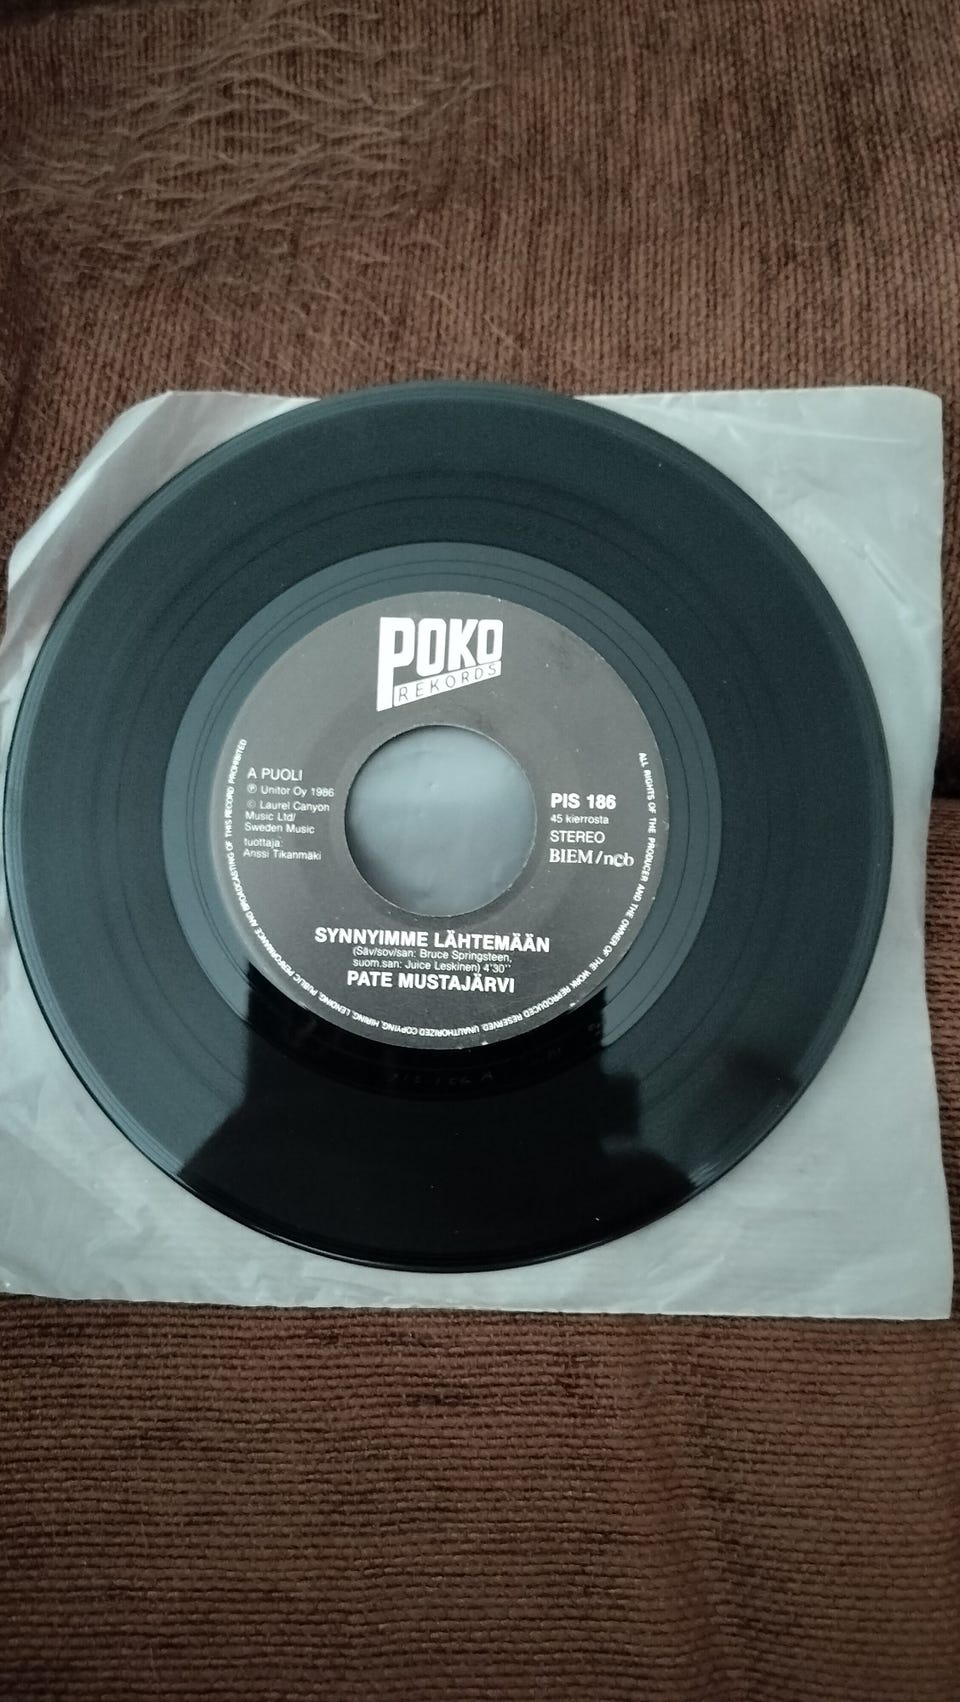 POKO
REKORDS
A PUOLI
℗ Unitor Oy 1986
© Laurel Canyon
Music Ltd/
Sweden Music
tuottaja:
Anssi Tikanmäki
PIS 186
45 kierrosta
STEREO
BIEM/ncb
SYNNYIMME LÄHTEMÄÄN
(Säv/sov/san: Bruce Springsteen,
suom.san: Juice Leskinen) 4'30''
PATE MUSTAJÄRVI
ALL RIGHTS OF THE PRODUCER AND THE OWNER OF THE WORK REPRODUCED RESERVED. UNAUTHORIZED COPYING, HIRING, LENDING, PUBLIC PERFORMANCE AND BROADCASTING OF THIS RECORD PROHIBITED